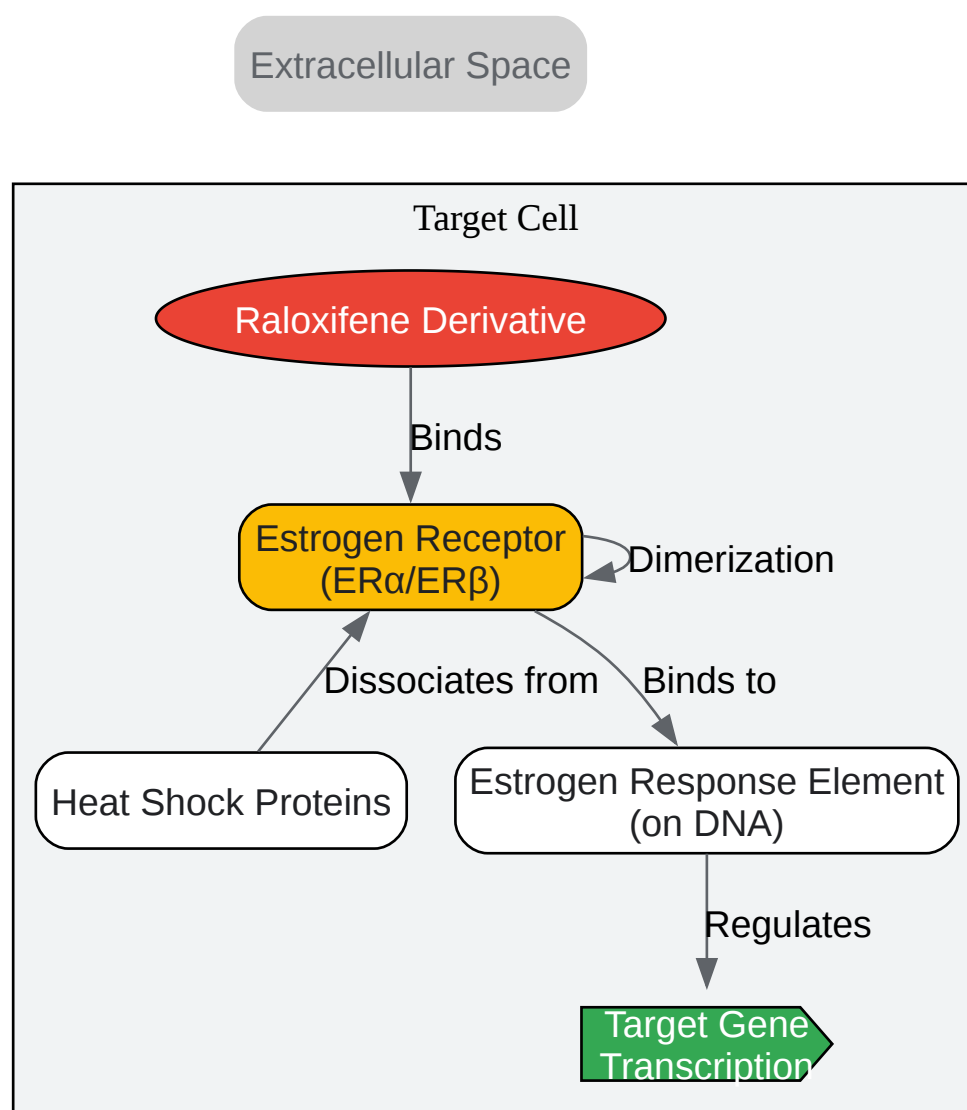 Extracellular Space
Target Cell
Raloxifene Derivative
Binds
Estrogen Receptor
(ERα/ERβ)
Dimerization
Dissociates from
Binds to
Heat Shock Proteins
Estrogen Response Element
(on DNA)
Regulates
Target Gene
Transcription